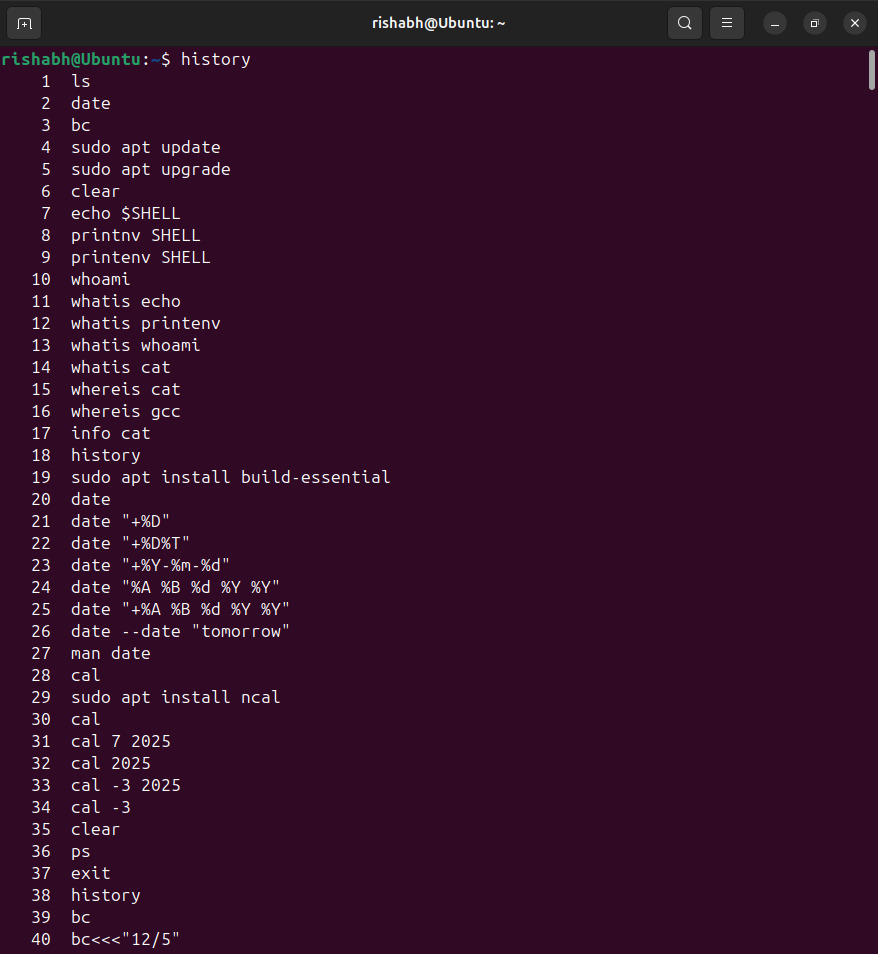 rishabh@Ubuntu: ~
rishabh@Ubuntu:~$ history
1 ls
2 date
3 bc
4 sudo apt update
5 sudo apt upgrade
6 clear
7 echo $SHELL
8 printnv SHELL
9 printenv SHELL
10 whoami
11 whatis echo
12 whatis printenv
13 whatis whoami
14 whatis cat
15 whereis cat
16 whereis gcc
17 info cat
18 history
19 sudo apt install build-essential
20 date
21 date "+%D"
22 date "+%D%T"
23 date "+%Y-%m-%d"
24 date "%A %B %d %Y %Y"
25 date "+%A %B %d %Y %Y"
26 date --date "tomorrow"
27 man date
28 cal
29 sudo apt install ncal
30 cal
31 cal 7 2025
32 cal 2025
33 cal -3 2025
34 cal -3
35 clear
36 ps
37 exit
38 history
39 bc
40 bc<<<"12/5"